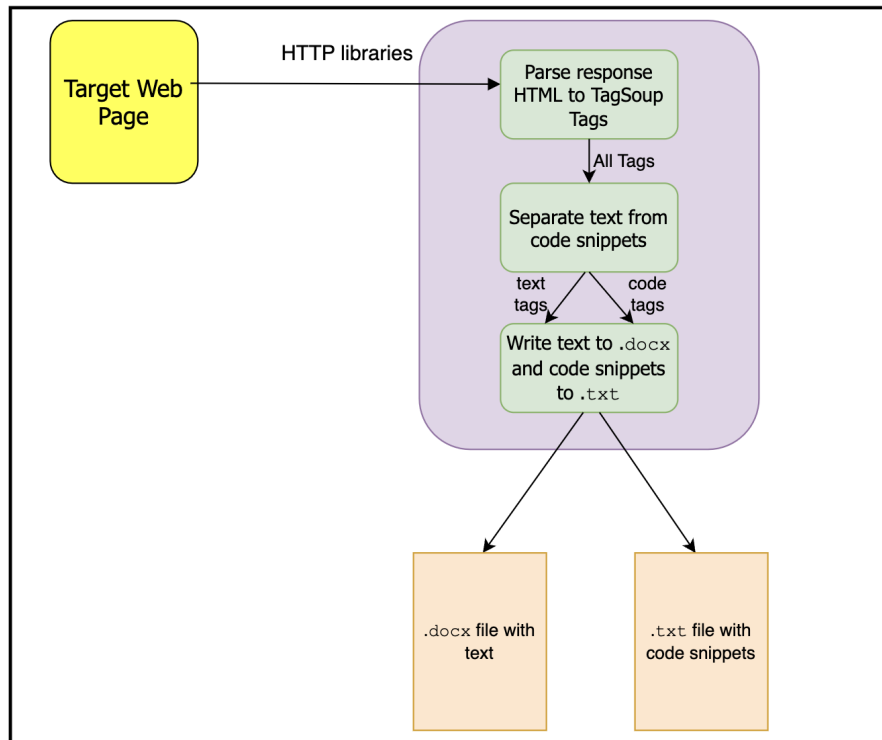 HTTP libraries
Target Web
Page
Parse response
HTML to TagSoup
Tags
All Tags
Separate text from
code snippets
text
tags
code
tags
Write text to .docx
and code snippets
to .txt
.docx file with
text
.txt file with
code snippets